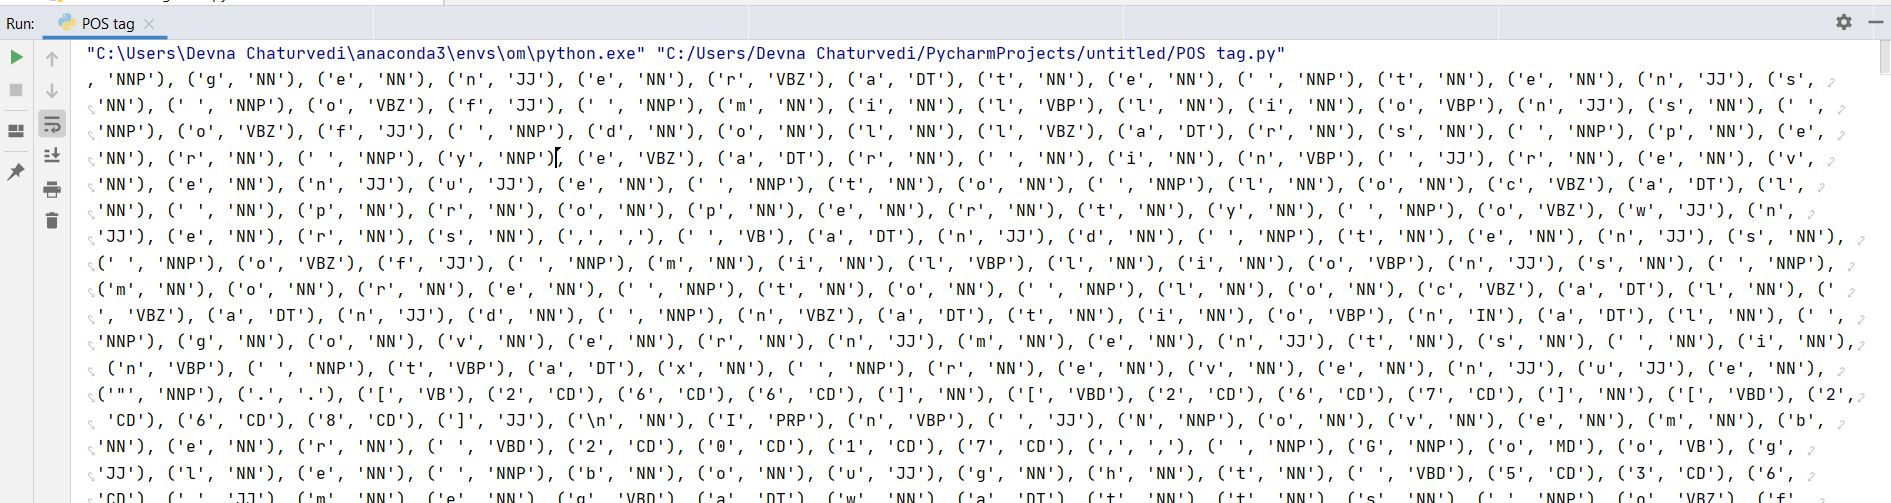 Run: POS tag
"C:\Users\Devna Chaturvedi\anaconda3\envs\om\python.exe" "C:/Users/Devna Chaturvedi/PycharmProjects/untitled/POS tag.py"
, 'NNP'), ('g', 'NN'), ('e', 'NN'), ('n', 'JJ'), ('e', 'NN'), ('r', 'VBZ'), ('a', 'DT'), ('t', 'NN'), ('e', 'NN'), (' ', 'NNP'), ('t', 'NN'), ('e', 'NN'), ('n', 'JJ'), ('s',
'NN'), (' ', 'NNP'), ('o', 'VBZ'), ('f', 'JJ'), (' ', 'NNP'), ('m', 'NN'), ('i', 'NN'), ('l', 'VBP'), ('l', 'NN'), ('i', 'NN'), ('o', 'VBP'), ('n', 'JJ'), ('s', 'NN'), (' ',
'NNP'), ('o', 'VBZ'), ('f', 'JJ'), (' ', 'NNP'), ('d', 'NN'), ('o', 'NN'), ('l', 'NN'), ('l', 'VBZ'), ('a', 'DT'), ('r', 'NN'), ('s', 'NN'), (' ', 'NNP'), ('p', 'NN'), ('e',
'NN'), ('r', 'NN'), (' ', 'NNP'), ('y', 'NNP'), ('e', 'VBZ'), ('a', 'DT'), ('r', 'NN'), (' ', 'NN'), ('i', 'NN'), ('n', 'VBP'), (' ', 'JJ'), ('r', 'NN'), ('e', 'NN'), ('v',
'NN'), ('e', 'NN'), ('n', 'JJ'), ('u', 'JJ'), ('e', 'NN'), (' ', 'NNP'), ('t', 'NN'), ('o', 'NN'), (' ', 'NNP'), ('l', 'NN'), ('o', 'NN'), ('c', 'VBZ'), ('a', 'DT'), ('l',
'NN'), (' ', 'NN'), ('p', 'NN'), ('r', 'NN'), ('o', 'NN'), ('p', 'NN'), ('e', 'NN'), ('r', 'NN'), ('t', 'NN'), ('y', 'NN'), (' ', 'NNP'), ('o', 'VBZ'), ('w', 'JJ'), ('n',
'JJ'), ('e', 'NN'), ('r', 'NN'), ('s', 'NN'), (',', ','), (' ', 'VB'), ('a', 'DT'), ('n', 'JJ'), ('d', 'NN'), (' ', 'NNP'), ('t', 'NN'), ('e', 'NN'), ('n', 'JJ'), ('s', 'NN'),
(' ', 'NNP'), ('o', 'VBZ'), ('f', 'JJ'), (' ', 'NNP'), ('m', 'NN'), ('i', 'NN'), ('l', 'VBP'), ('l', 'NN'), ('i', 'NN'), ('o', 'VBP'), ('n', 'JJ'), ('s', 'NN'), (' ', 'NNP'),
('m', 'NN'), ('o', 'NN'), ('r', 'NN'), ('e', 'NN'), (' ', 'NNP'), ('t', 'NN'), ('o', 'NN'), (' ', 'NNP'), ('l', 'NN'), ('o', 'NN'), ('c', 'VBZ'), ('a', 'DT'), ('l', 'NN'), ('
', 'VBZ'), ('a', 'DT'), ('n', 'JJ'), ('d', 'NN'), (' ', 'NNP'), ('n', 'VBZ'), ('a', 'DT'), ('t', 'NN'), ('i', 'NN'), ('o', 'VBP'), ('n', 'IN'), ('a', 'DT'), ('l', 'NN'), (' ',
'NNP'), ('g', 'NN'), ('o', 'NN'), ('v', 'NN'), ('e', 'NN'), ('r', 'NN'), ('n', 'JJ'), ('m', 'NN'), ('e', 'NN'), ('n', 'JJ'), ('t', 'NN'), ('s', 'NN'), (' ', 'NN'), ('i', 'NN'),
('n', 'VBP'), (' ', 'NNP'), ('t', 'VBP'), ('a', 'DT'), ('x', 'NN'), (' ', 'NNP'), ('r', 'NN'), ('e', 'NN'), ('v', 'NN'), ('e', 'NN'), ('n', 'JJ'), ('u', 'JJ'), ('e', 'NN'),
('"', 'NNP'), ('.', '.'), ('[', 'VB'), ('2', 'CD'), ('6', 'CD'), ('6', 'CD'), (']', 'NN'), ('[', 'VBD'), ('2', 'CD'), ('6', 'CD'), ('7', 'CD'), (']', 'NN'), ('[', 'VBD'), ('2',
'CD'), ('6', 'CD'), ('8', 'CD'), (']', 'JJ'), ('\n', 'NN'), ('I', 'PRP'), ('n', 'VBP'), (' ', 'JJ'), ('N', 'NNP'), ('o', 'NN'), ('v', 'NN'), ('e', 'NN'), ('m', 'NN'), ('b',
'NN'), ('e', 'NN'), ('r', 'NN'), (' ', 'VBD'), ('2', 'CD'), ('0', 'CD'), ('1', 'CD'), ('7', 'CD'), (',', ','), (' ', 'NNP'), ('G', 'NNP'), ('o', 'MD'), ('o', 'VB'), ('g',
'JJ'), ('l', 'NN'), ('e', 'NN'), (' ', 'NNP'), ('b', 'NN'), ('o', 'NN'), ('u', 'JJ'), ('g', 'NN'), ('h', 'NN'), ('t', 'NN'), (' ', 'VBD'), ('5', 'CD'), ('3', 'CD'), ('6',
'CD'), (' ', 'JJ'), ('m', 'NN'), ('e', 'NN'), ('g', 'VBD'), ('a', 'DT'), ('w', 'NN'), ('a', 'DT'), ('t', 'NN'), ('t', 'NN'), ('s', 'NN'), (' ', 'NNP'), ('o', 'VBZ'), ('f',